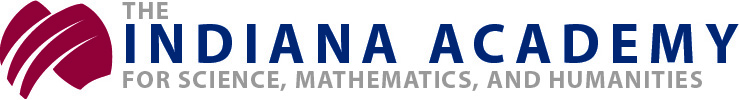 THE
INDIANA ACADEMY
FOR SCIENCE, MATHEMATICS, AND HUMANITIES